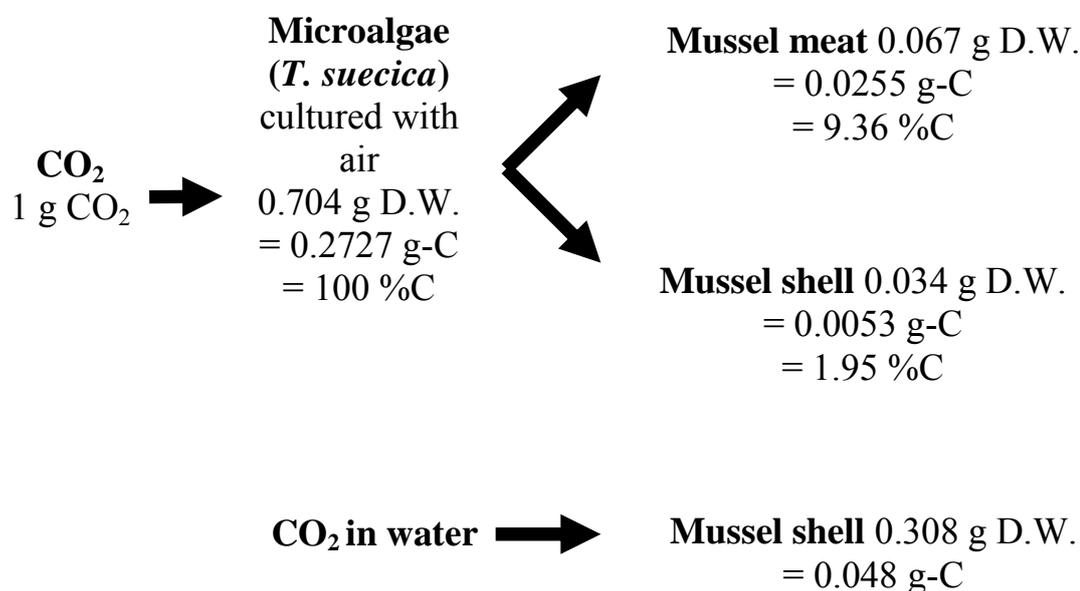 CO₂
1 g CO₂
Microalgae
(T. suecica)
cultured with
air
0.704 g D.W.
= 0.2727 g-C
= 100 %C
Mussel meat 0.067 g D.W.
= 0.0255 g-C
= 9.36 %C
Mussel shell 0.034 g D.W.
= 0.0053 g-C
= 1.95 %C
CO₂ in water
Mussel shell 0.308 g D.W.
= 0.048 g-C